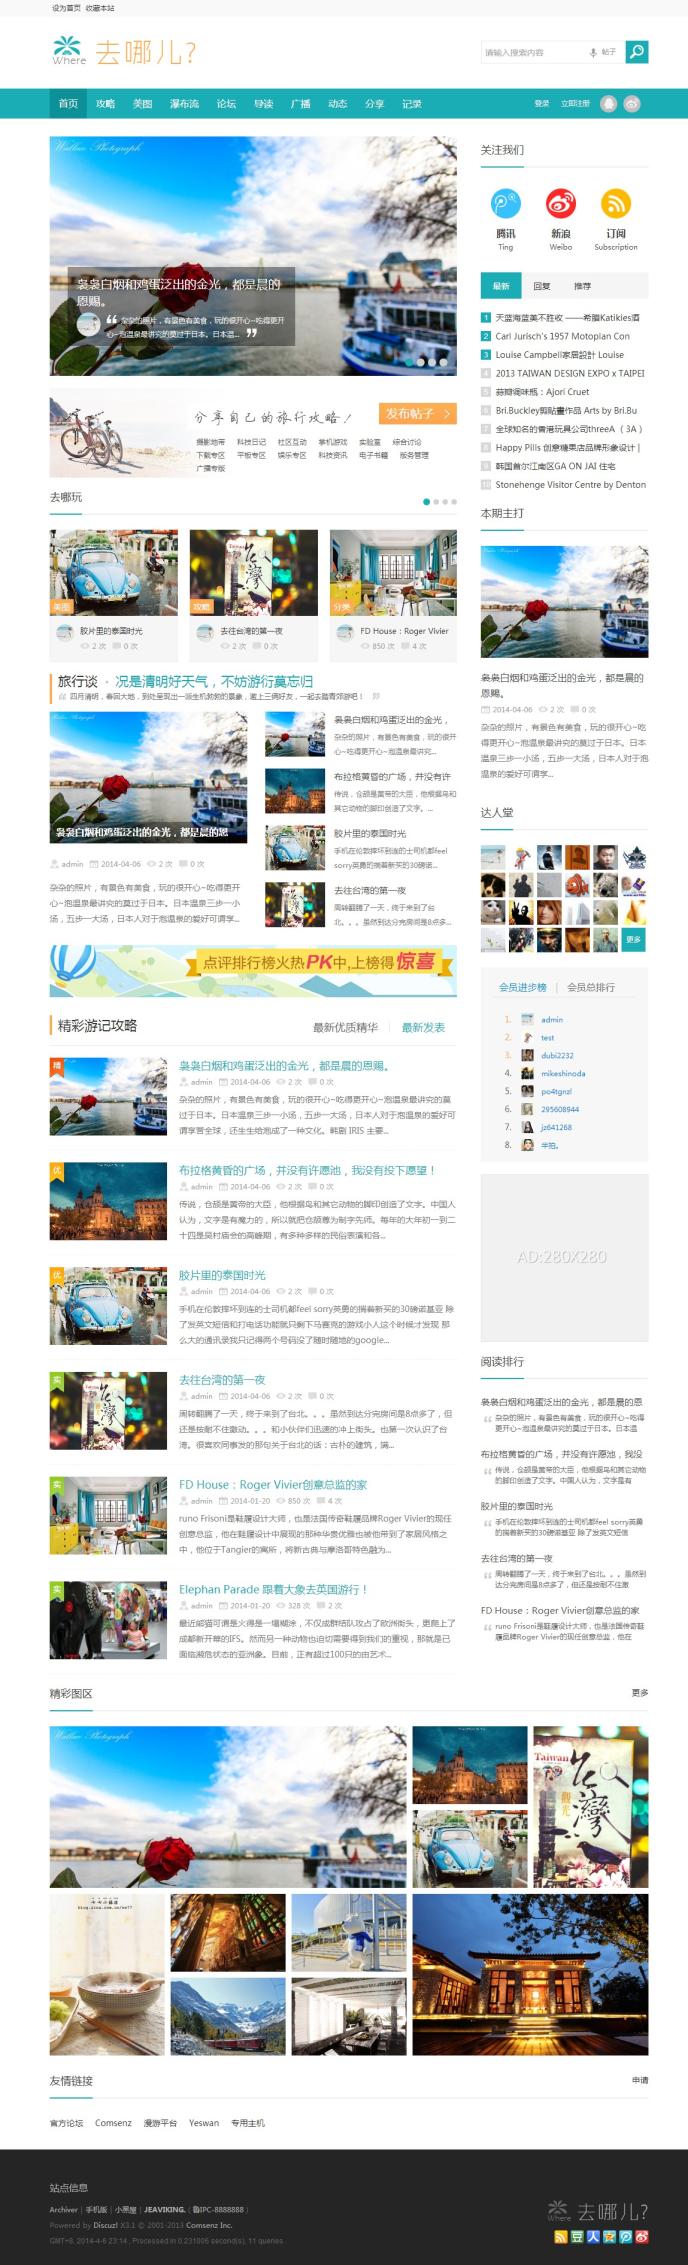 设为首页 收藏本站
Where 去哪儿?
请输入搜索内容 帖子
首页 攻略 美图 瀑布流 论坛 导读 广播 动态 分享 记录 登录 立即注册
袅袅白烟和鸡蛋泛出的金光，都是晨的
恩赐。
杂杂的照片，有景色有美食，玩的很开心~吃
得更开心~泡温泉最讲究的莫过于日本。日本温...
分享自己的旅行攻略!
发布帖子
摄影地带 科技日记 社区互动 掌机游戏 实验室 综合讨论
下载专区 平板专区 娱乐专区 科技资讯 电子书籍 服务管理
广播专版
去哪玩
美图
攻略
分类
胶片里的泰国时光
2 次 0 次
去往台湾的第一夜
2 次 0 次
FD House：Roger Vivier
850 次 4 次
旅行谈 · 况是清明好天气，不妨游衍莫忘归
四月清明，春回大地，到处呈现出一派生机勃勃的景象，邀上三俩好友，一起去踏青郊游吧！
袅袅白烟和鸡蛋泛出的金光，都是晨的恩
admin 2014-04-06 2 次 0 次
杂杂的照片，有景色有美食，玩的很开心~吃得更开
心~泡温泉最讲究的莫过于日本。日本温泉三步一小
汤，五步一大汤，日本人对于泡温泉的爱好可谓享...
袅袅白烟和鸡蛋泛出的金光，
杂杂的照片，有景色有美食，玩的很开
心~吃得更开心~泡温泉最讲究...
布拉格黄昏的广场，并没有许
传说，仓颉是黄帝的大臣，他根据鸟和
其它动物的脚印创造了文字。...
胶片里的泰国时光
手机在伦敦摔坏到连的士司机都feel
sorry英勇的揣着新买的30磅诺...
去往台湾的第一夜
周转翻腾了一天，终于来到了台
北。。。虽然到达分完房间是8点多...
点评排行榜火热PK中,上榜得惊喜
精彩游记攻略 最新优质精华 最新发表
精
袅袅白烟和鸡蛋泛出的金光，都是晨的恩赐。
admin 2014-04-06 2 次 0 次
杂杂的照片，有景色有美食，玩的很开心~吃得更开心~泡温泉最讲究的莫
过于日本。日本温泉三步一小汤，五步一大汤，日本人对于泡温泉的爱好可
谓享誉全球，还生生给泡成了一种文化。韩剧 IRIS 主要...
优
布拉格黄昏的广场，并没有许愿池，我没有投下愿望！
admin 2014-04-06 2 次 0 次
传说，仓颉是黄帝的大臣，他根据鸟和其它动物的脚印创造了文字。中国人
认为，文字是有魔力的，所以就把仓颉尊为制字先师。每年的大年初一到二
十四是吴村庙会的高峰期，有多种多样的民俗表演和各...
优
胶片里的泰国时光
admin 2014-04-06 2 次 0 次
手机在伦敦摔坏到连的士司机都feel sorry英勇的揣着新买的30磅诺基亚 除
了发英文短信和打电话功能就只剩下马赛克的游戏小人这个时候才发现 那
么大的通讯录我只记得两个号码没了随时随地的google...
实
去往台湾的第一夜
admin 2014-04-06 2 次 0 次
周转翻腾了一天，终于来到了台北。。。虽然到达分完房间是8点多了，但
还是按耐不住激动。。。和小伙伴们迅速的冲上街头。也第一次认识了台
湾。很喜欢同事发的那句关于台北的话：古朴的建筑，满...
实
FD House：Roger Vivier创意总监的家
admin 2014-01-20 850 次 4 次
runo Frisoni是鞋履设计大师，也是法国传奇鞋履品牌Roger Vivier的现任
创意总监，他在鞋履设计中展现的那种华贵优雅也被他带到了家居风格之
中，他位于Tangier的寓所，将新古典与摩洛哥特色融为...
实
Elephan Parade 跟着大象去英国游行！
admin 2014-01-20 328 次 2 次
最近熊猫可谓是火得是一塌糊涂，不仅成群结队攻占了欧洲街头，更爬上了
成都新开幕的IFS。然而另一种动物也迫切需要得到我们的重视，那就是已
面临濒危状态的亚洲象。目前，正有超过100只的由艺术...
关注我们
腾讯 新浪 订阅
Ting Weibo Subscription
最新 回复 推荐
1 天蓝海蓝美不胜收 ——希腊Katikies酒
2 Carl Jurisch's 1957 Motoplan Con
3 Louise Campbell家居設計 Louise
4 2013 TAIWAN DESIGN EXPO x TAIPEI
5 蒜瓣调味瓶：Ajori Cruet
6 Bri.Buckley剪贴畫作品 Arts by Bri.Bu
7 全球知名的香港玩具公司threeA（3A）
8 Happy Pills 创意糖果店品牌形象设计 |
9 韩国首尔江南区GA ON JAI 住宅
10 Stonehenge Visitor Centre by Denton
本期主打
袅袅白烟和鸡蛋泛出的金光，都是晨的
恩赐。
2014-04-06 2 次 0 次
杂杂的照片，有景色有美食，玩的很开心~吃
得更开心~泡温泉最讲究的莫过于日本。日本
温泉三步一小汤，五步一大汤，日本人对于泡
温泉的爱好可谓享...
达人堂
更多
会员进步榜 | 会员总排行
1. admin
2. test
3. dubi2232
4. mikeshinoda
5. po4tgnzl
6. 295608944
7. jz641268
8. 半拍。
AD:280X280
阅读排行
袅袅白烟和鸡蛋泛出的金光，都是晨的恩
杂杂的照片，有景色有美食，玩的很开心~吃得
更开心~泡温泉最讲究的莫过于日本。日本温
布拉格黄昏的广场，并没有许愿池，我没
传说，仓颉是黄帝的大臣，他根据鸟和其它动物
的脚印创造了文字。中国人认为，文字是有
胶片里的泰国时光
手机在伦敦摔坏到连的士司机都feel sorry英勇
的揣着新买的30磅诺基亚 除了发英文短信
去往台湾的第一夜
周转翻腾了一天，终于来到了台北。。。虽然到
达分完房间是8点多了，但还是按耐不住激
FD House：Roger Vivier创意总监的家
runo Frisoni是鞋履设计大师，也是法国传奇鞋
履品牌Roger Vivier的现任创意总监，他在
精彩图区 更多
Taiwan
台灣
觀光
友情链接 申请
官方论坛 Comsenz 漫游平台 Yeswan 专用主机
站点信息
Archiver | 手机版 | 小黑屋 | JEAVIKING. ( 鲁IPC-8888888 )
Powered by Discuz! X3.1 © 2001-2013 Comsenz Inc.
GMT+8, 2014-4-6 23:14 , Processed in 0.231006 second(s), 11 queries .
Where 去哪儿?